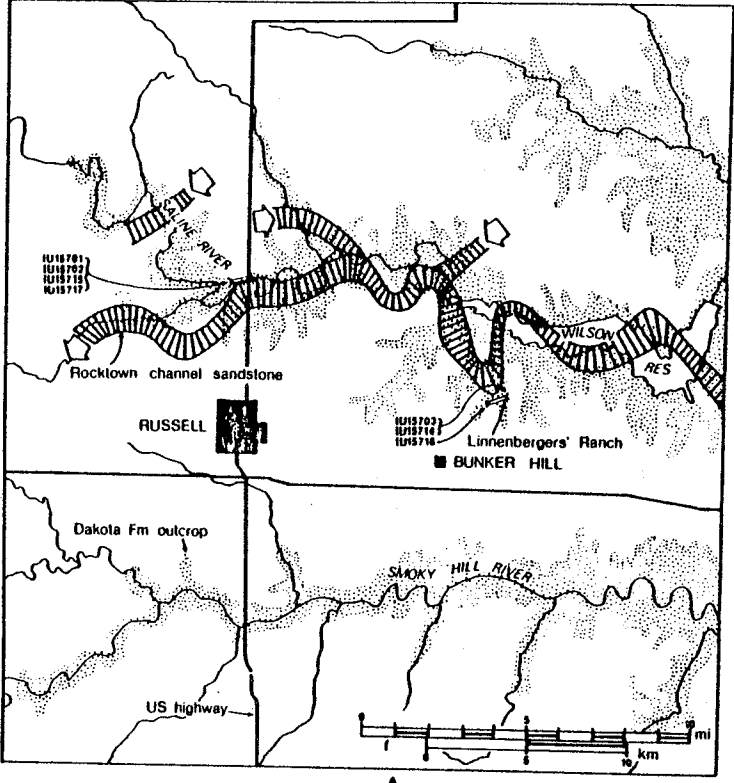 SALINE RIVER
IU15701
IU15702
IU15715
IU15717
WILSON
RES
Rocktown channel sandstone
RUSSELL
IU15703
IU15714
IU15716
Linnenbergers' Ranch
BUNKER HILL
Dakota Fm outcrop
SMOKY HILL RIVER
US highway
0 5 10 mi
0 5 10 km
A